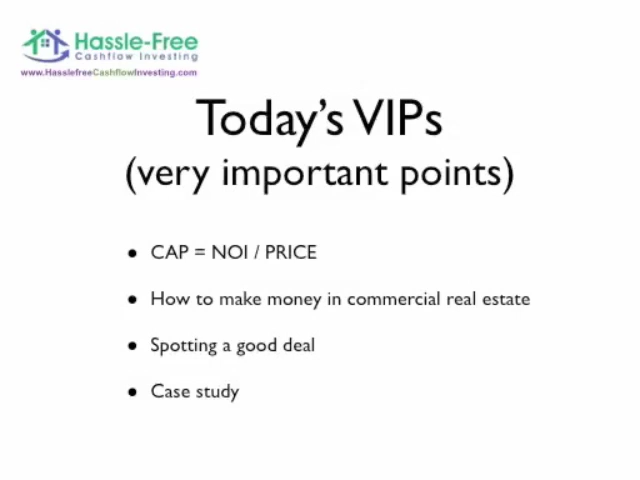 Hassle-Free
Cashflow Investing
www.HasslefreeCashflowInvesting.com
Today's VIPs
(very important points)
• CAP = NOI / PRICE
• How to make money in commercial real estate
• Spotting a good deal
• Case study